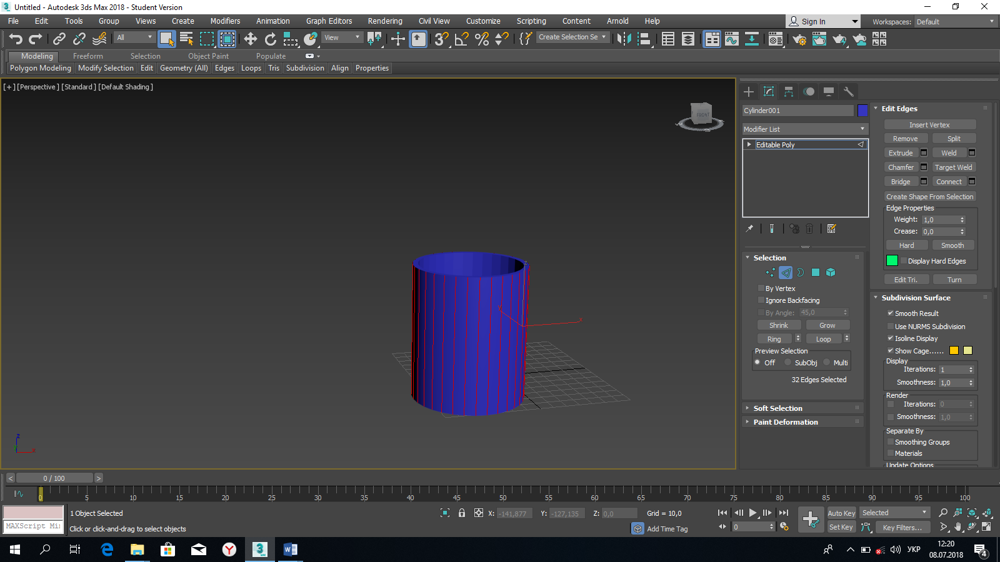 Untitled - Autodesk 3ds Max 2018 - Student Version
File Edit Tools Group Views Create Modifiers Animation Graph Editors Rendering Civil View Customize Scripting Content Arnold Help
Sign In
Workspaces: Default
All
View
Create Selection Se
Modeling Freeform Selection Object Paint Populate
Polygon Modeling Modify Selection Edit Geometry (All) Edges Loops Tris Subdivision Align Properties
[+] [Perspective] [Standard] [Default Shading]
FRONT
z
x
x
Cylinder001
Modifier List
Editable Poly
Selection
By Vertex
Ignore Backfacing
By Angle: 45,0
Shrink Grow
Ring Loop
Preview Selection
Off SubObj Multi
32 Edges Selected
Soft Selection
Paint Deformation
Edit Edges
Insert Vertex
Remove Split
Extrude Weld
Chamfer Target Weld
Bridge Connect
Create Shape From Selection
Edge Properties
Weight: 1,0
Crease: 0,0
Hard Smooth
Display Hard Edges
Edit Tri. Turn
Subdivision Surface
Smooth Result
Use NURMS Subdivision
Isoline Display
Show Cage......
Display
Iterations: 1
Smoothness: 1,0
Render
Iterations: 0
Smoothness: 1,0
Separate By
Smoothing Groups
Materials
Update Options
< 0 / 100 >
0 5 10 15 20 25 30 35 40 45 50 55 60 65 70 75 80 85 90 95 100
1 Object Selected
X: -141,877 Y: -127,135 Z: 0,0 Grid = 10,0
Auto Key Selected
MAXScript Mi
Click or click-and-drag to select objects
Add Time Tag
0
Set Key Key Filters...
3
MAX
УКР
12:20
08.07.2018
4